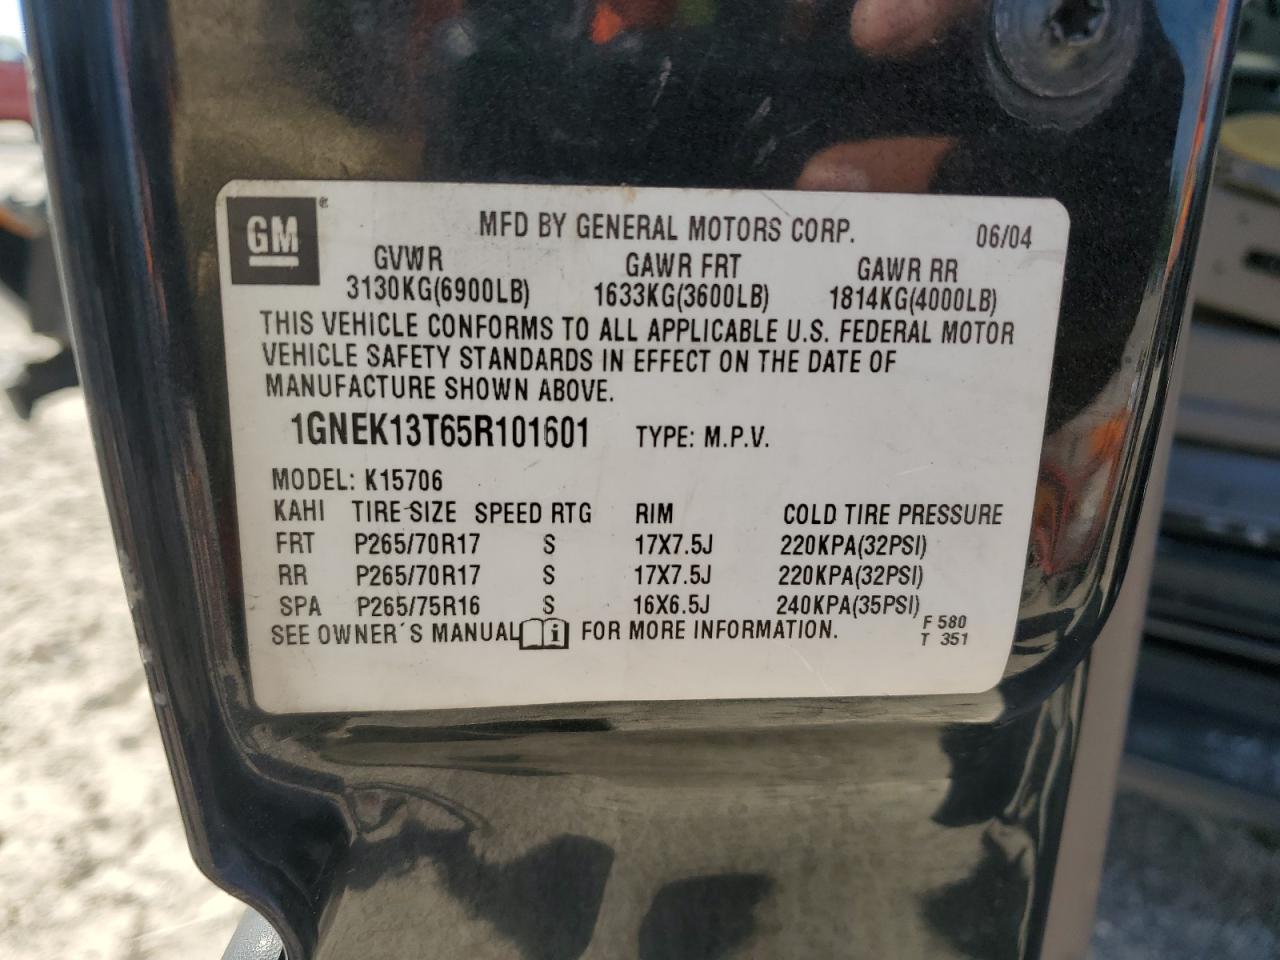 GM ®
MFD BY GENERAL MOTORS CORP. 06/04
GVWR GAWR FRT GAWR RR
3130KG(6900LB) 1633KG(3600LB) 1814KG(4000LB)
THIS VEHICLE CONFORMS TO ALL APPLICABLE U.S. FEDERAL MOTOR
VEHICLE SAFETY STANDARDS IN EFFECT ON THE DATE OF
MANUFACTURE SHOWN ABOVE.
1GNEK13T65R101601 TYPE: M.P.V.
MODEL: K15706
KAHI TIRE SIZE SPEED RTG RIM COLD TIRE PRESSURE
FRT P265/70R17 S 17X7.5J 220KPA(32PSI)
RR P265/70R17 S 17X7.5J 220KPA(32PSI)
SPA P265/75R16 S 16X6.5J 240KPA(35PSI)
SEE OWNER´S MANUAL i FOR MORE INFORMATION.
F 580
T 351